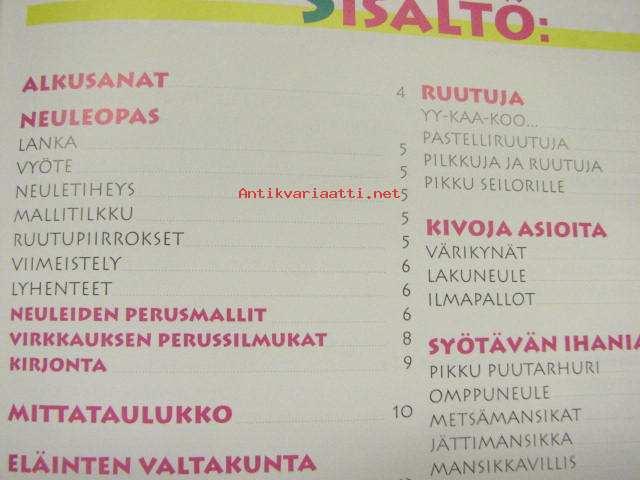 SISÄLTÖ:
ALKUSANAT 4
NEULEOPAS
LANKA 5
VYÖTE 5
NEULETIHEYS 5
MALLITILKKU 5
RUUTUPIIRROKSET 5
VIIMEISTELY 6
LYHENTEET 6
NEULEIDEN PERUSMALLIT 6
VIRKKAUKSEN PERUSSILMUKAT 8
KIRJONTA 9
MITTATAULUKKO 10
ELÄINTEN VALTAKUNTA
RUUTUJA
YY-KAA-KOO...
PASTELLIRUUTUJA
PILKKUJA JA RUUTUJA
PIKKU SEILORILLE
KIVOJA ASIOITA
VÄRIKYNÄT
LAKUNEULE
ILMAPALLOT
SYÖTÄVÄN IHANIA
PIKKU PUUTARHURI
OMPPUNEULE
METSÄMANSIKAT
JÄTTIMANSIKKA
MANSIKKAVILLIS
Antikvariaatti.net